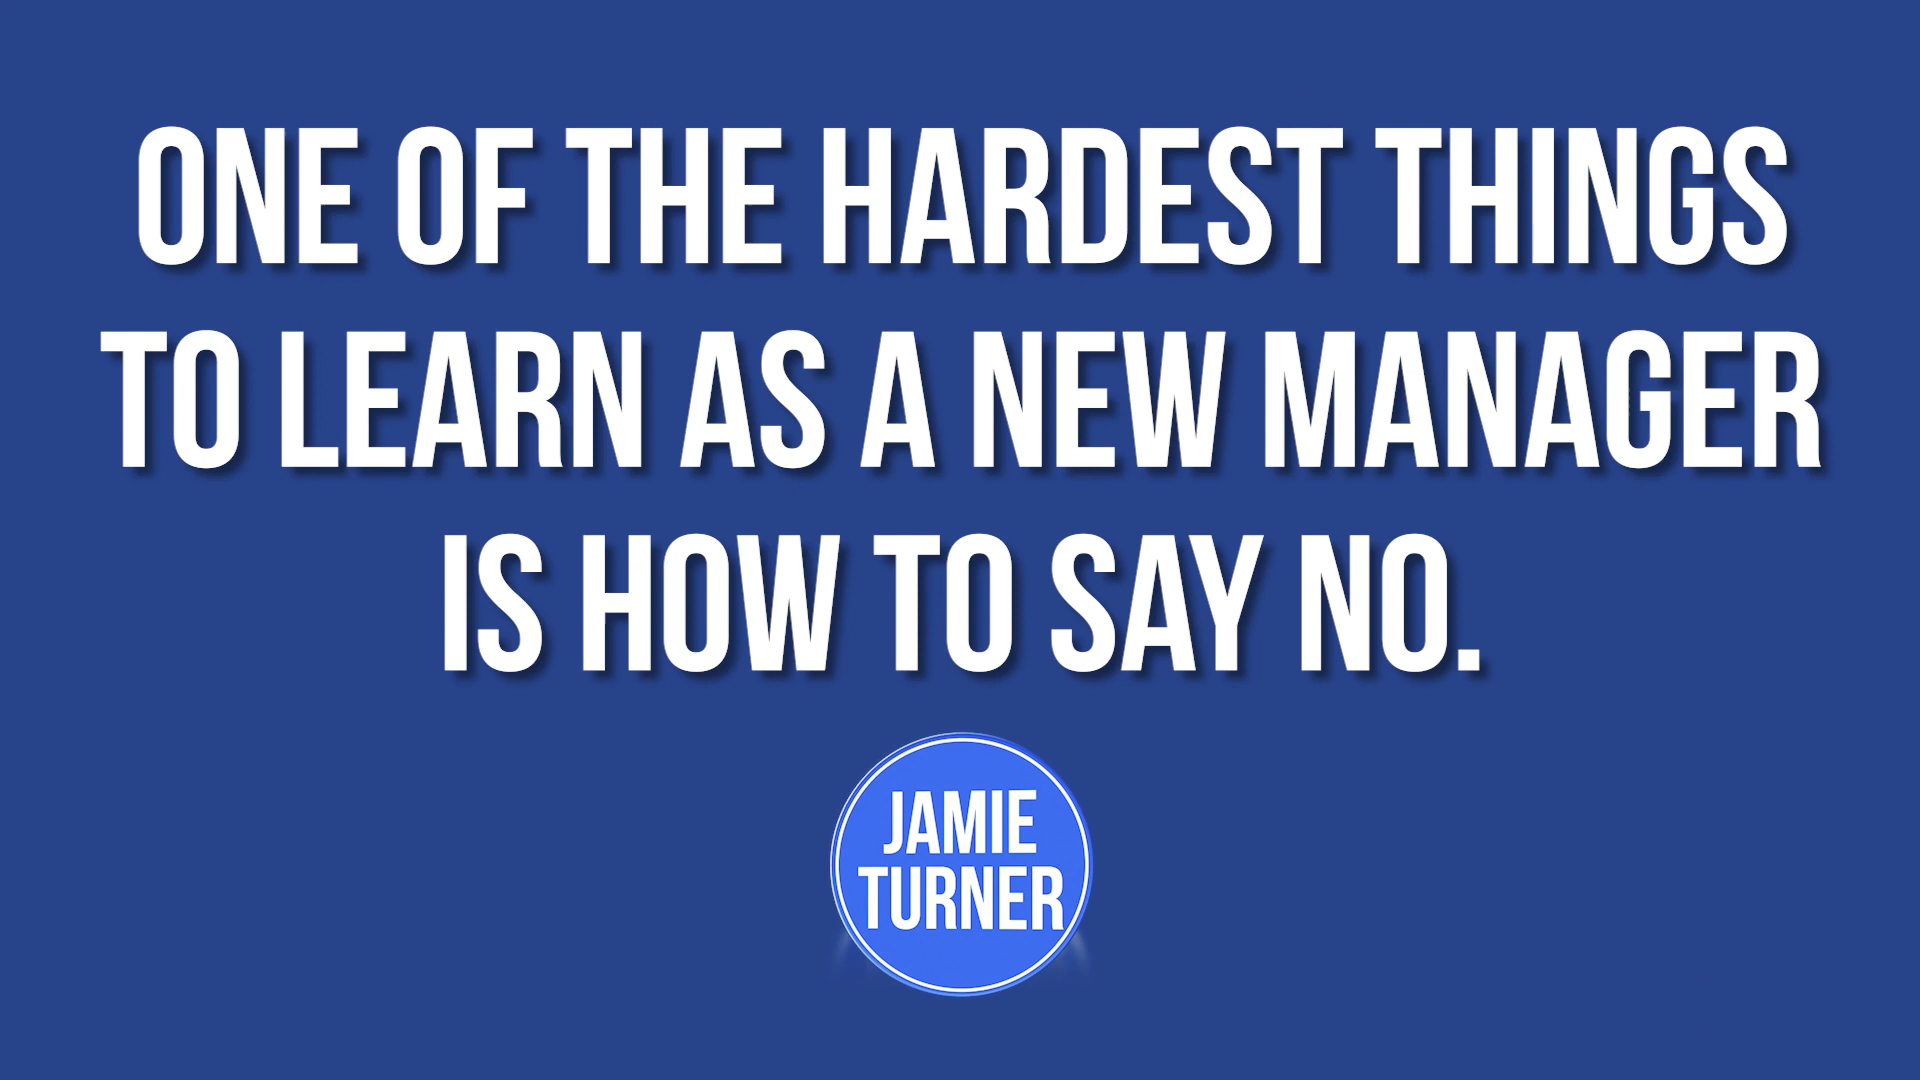 ONE OF THE HARDEST THINGS
TO LEARN AS A NEW MANAGER
IS HOW TO SAY NO.
JAMIE
TURNER